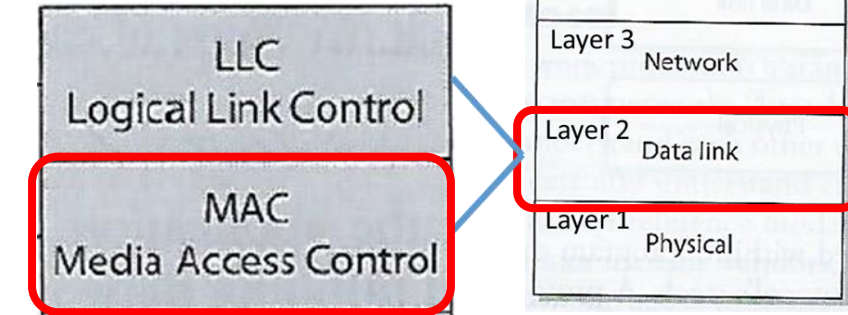 LLC
Logical Link Control
MAC
Media Access Control
Layer 3
Network
Layer 2
Data link
Layer 1
Physical